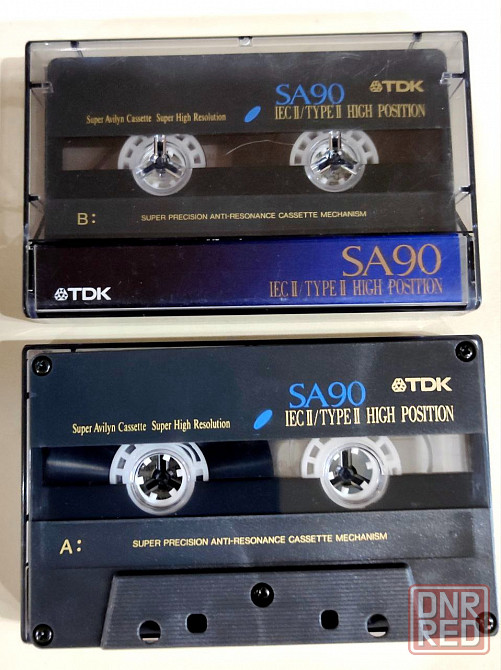 SA90 TDK
Super Avilyn Cassette Super High Resolution IEC II/TYPE II HIGH POSITION
B: SUPER PRECISION ANTI-RESONANCE CASSETTE MECHANISM
SA90
TDK IEC II/TYPE II HIGH POSITION
SA90 TDK
Super Avilyn Cassette Super High Resolution IEC II/TYPE II HIGH POSITION
A: SUPER PRECISION ANTI-RESONANCE CASSETTE MECHANISM
DNR
RED